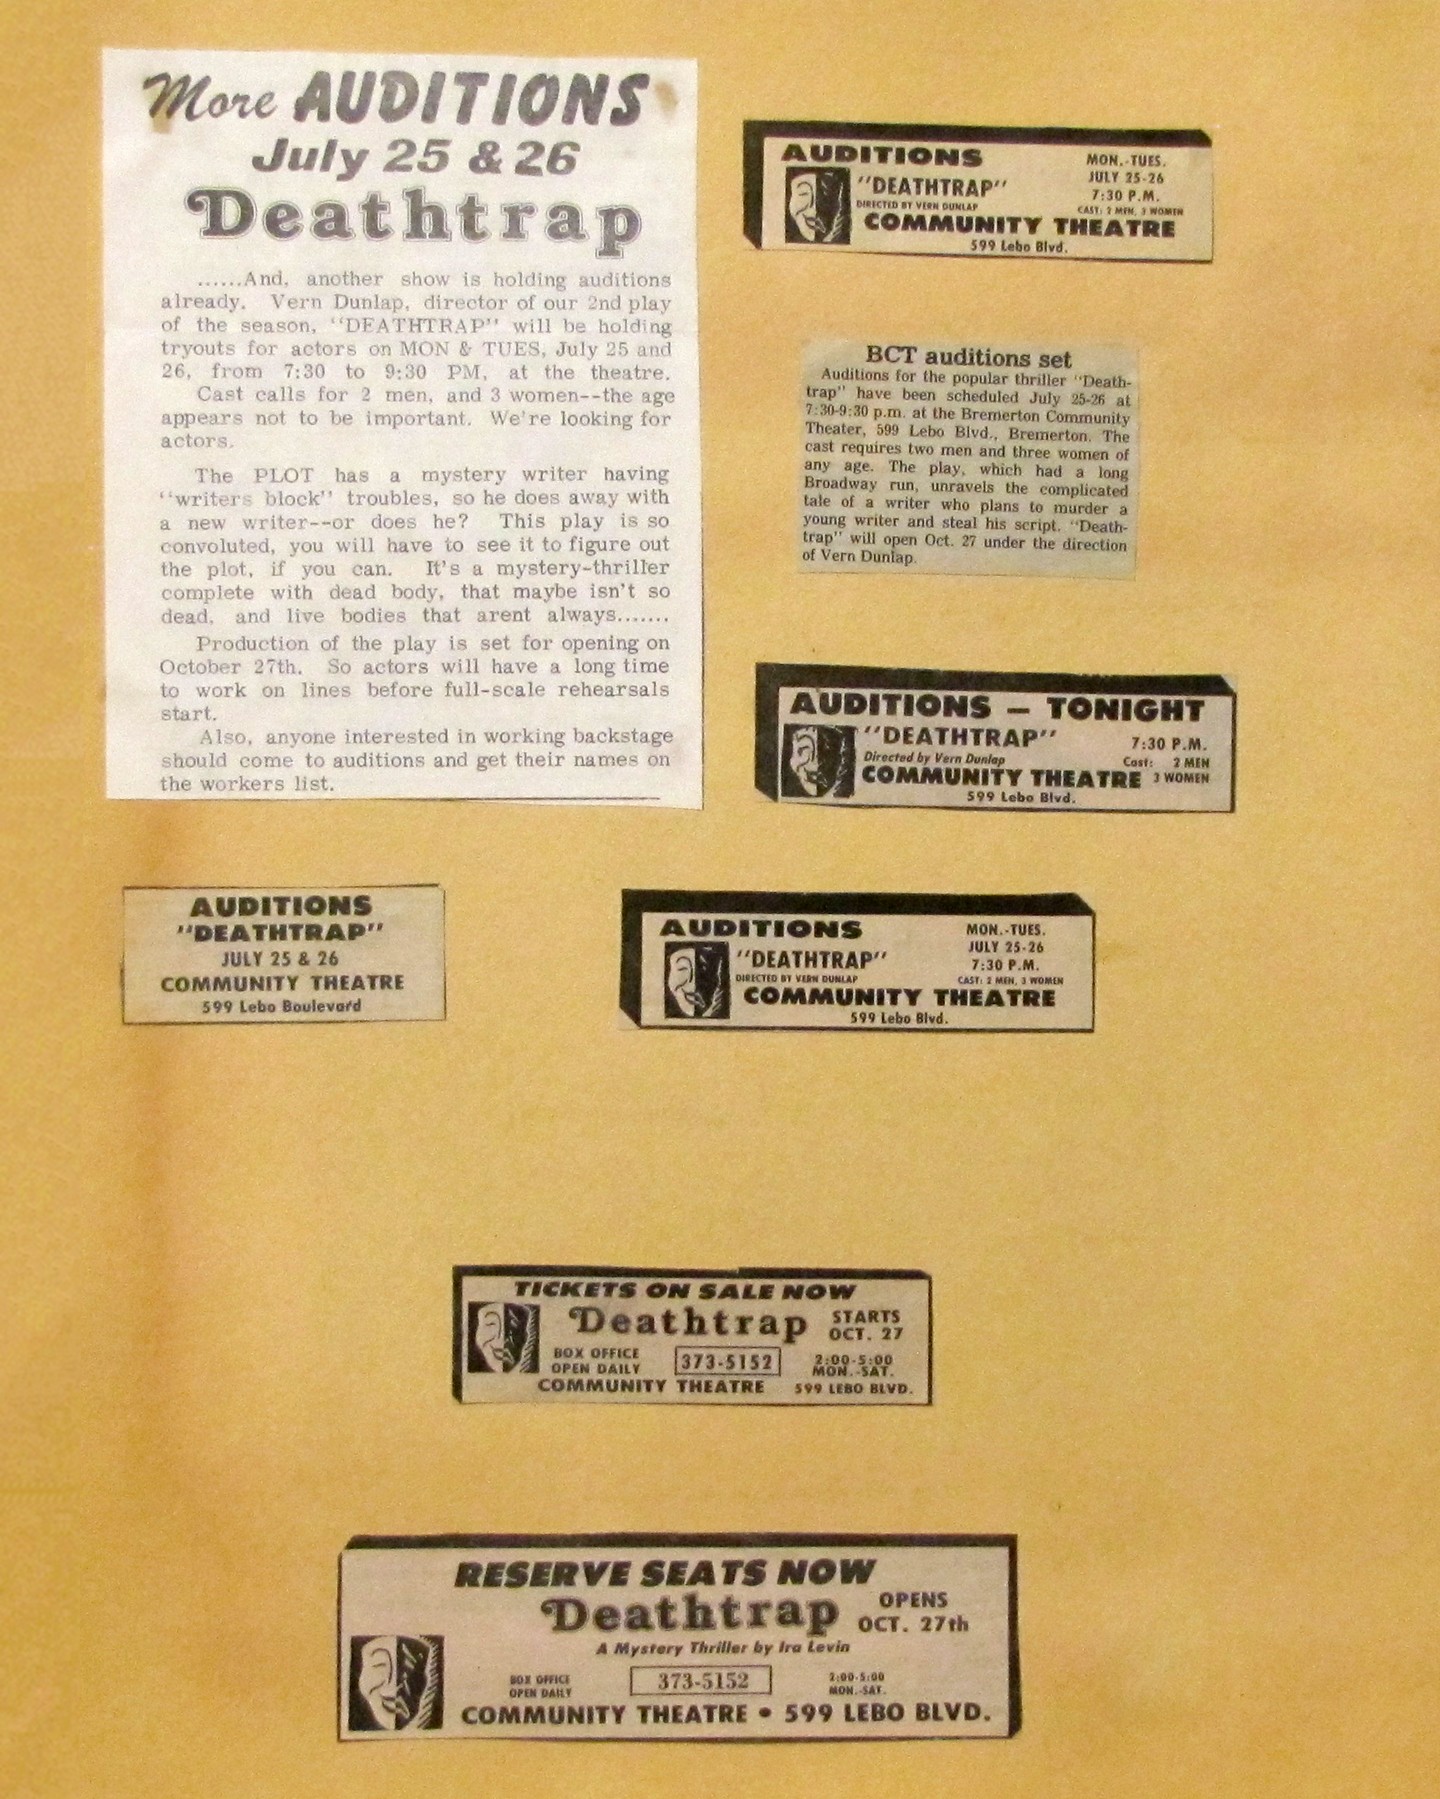 More AUDITIONS
July 25 & 26
Deathtrap
......And, another show is holding auditions
already. Vern Dunlap, director of our 2nd play
of the season, "DEATHTRAP" will be holding
tryouts for actors on MON & TUES, July 25 and
26, from 7:30 to 9:30 PM, at the theatre.
Cast calls for 2 men, and 3 women--the age
appears not to be important. We're looking for
actors.
The PLOT has a mystery writer having
"writers block" troubles, so he does away with
a new writer--or does he? This play is so
convoluted, you will have to see it to figure out
the plot, if you can. It's a mystery-thriller
complete with dead body, that maybe isn't so
dead, and live bodies that arent always.......
Production of the play is set for opening on
October 27th. So actors will have a long time
to work on lines before full-scale rehearsals
start.
Also, anyone interested in working backstage
should come to auditions and get their names on
the workers list.
AUDITIONS
"DEATHTRAP"
DIRECTED BY VERN DUNLAP
MON.-TUES.
JULY 25-26
7:30 P.M.
CAST: 2 MEN, 3 WOMEN
COMMUNITY THEATRE
599 Lebo Blvd.
BCT auditions set
Auditions for the popular thriller "Death-
trap" have been scheduled July 25-26 at
7:30-9:30 p.m. at the Bremerton Community
Theater, 599 Lebo Blvd., Bremerton. The
cast requires two men and three women of
any age. The play, which had a long
Broadway run, unravels the complicated
tale of a writer who plans to murder a
young writer and steal his script. "Death-
trap" will open Oct. 27 under the direction
of Vern Dunlap.
AUDITIONS — TONIGHT
"DEATHTRAP" 7:30 P.M.
Directed by Vern Dunlap Cast: 2 MEN
COMMUNITY THEATRE 3 WOMEN
599 Lebo Blvd.
AUDITIONS
"DEATHTRAP"
JULY 25 & 26
COMMUNITY THEATRE
599 Lebo Boulevard
AUDITIONS
"DEATHTRAP"
DIRECTED BY VERN DUNLAP
MON.-TUES.
JULY 25-26
7:30 P.M.
CAST: 2 MEN, 3 WOMEN
COMMUNITY THEATRE
599 Lebo Blvd.
TICKETS ON SALE NOW
Deathtrap
STARTS
OCT. 27
BOX OFFICE
OPEN DAILY
373-5152
2:00-5:00
MON.-SAT.
COMMUNITY THEATRE 599 LEBO BLVD.
RESERVE SEATS NOW
Deathtrap
OPENS
OCT. 27th
A Mystery Thriller by Ira Levin
BOX OFFICE
OPEN DAILY
373-5152
2:00-5:00
MON.-SAT.
COMMUNITY THEATRE • 599 LEBO BLVD.